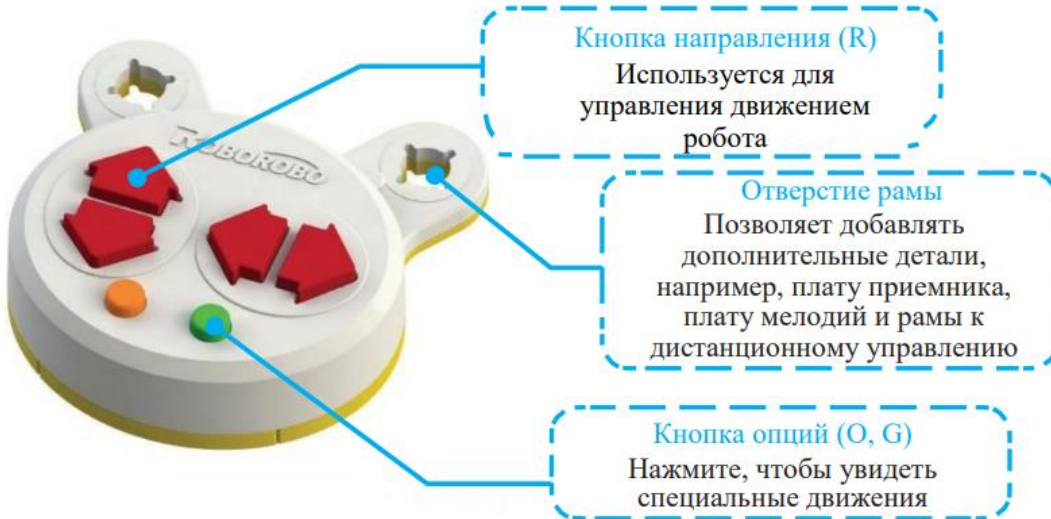 ROBOROBO
Кнопка направления (R)
Используется для
управления движением
робота
Отверстие рамы
Позволяет добавлять
дополнительные детали,
например, плату приемника,
плату мелодий и рамы к
дистанционному управлению
Кнопка опций (O, G)
Нажмите, чтобы увидеть
специальные движения